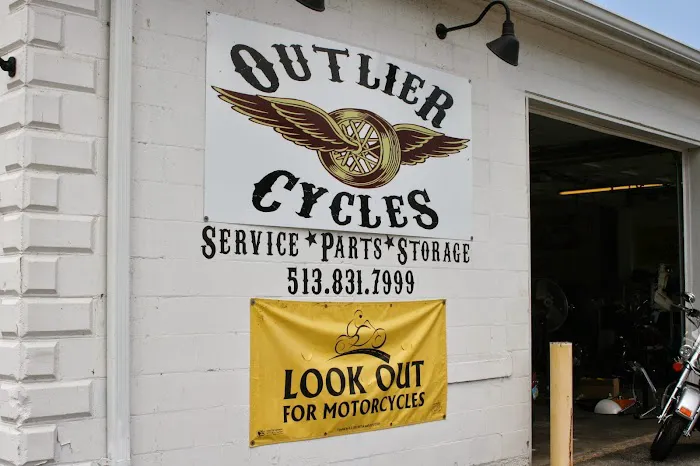 OUTLIER
CYCLES
SERVICE★PARTS★STORAGE
513.831.7999
LOOK OUT
FOR MOTORCYCLES